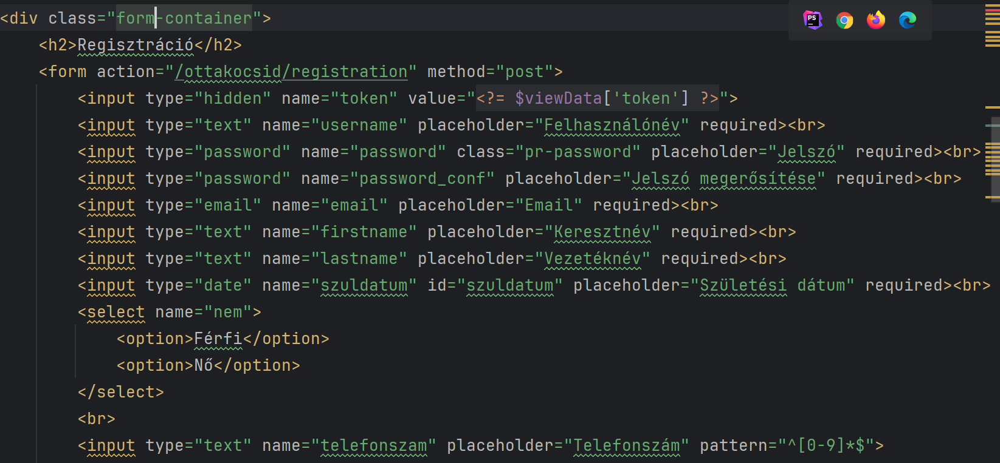 <div class="form-container">
PS
<h2>Regisztráció</h2>
<form action="/ottakocsid/registration" method="post">
<input type="hidden" name="token" value="<?= $viewData['token'] ?>">
<input type="text" name="username" placeholder="Felhasználónév" required><br>
<input type="password" name="password" class="pr-password" placeholder="Jelszó" required><br>
<input type="password" name="password_conf" placeholder="Jelszó megerősítése" required><br>
<input type="email" name="email" placeholder="Email" required><br>
<input type="text" name="firstname" placeholder="Keresztnév" required><br>
<input type="text" name="lastname" placeholder="Vezetéknév" required><br>
<input type="date" name="szuldatum" id="szuldatum" placeholder="Születési dátum" required><br>
<select name="nem">
<option>Férfi</option>
<option>Nő</option>
</select>
<br>
<input type="text" name="telefonszam" placeholder="Telefonszám" pattern="^[0-9]*$">